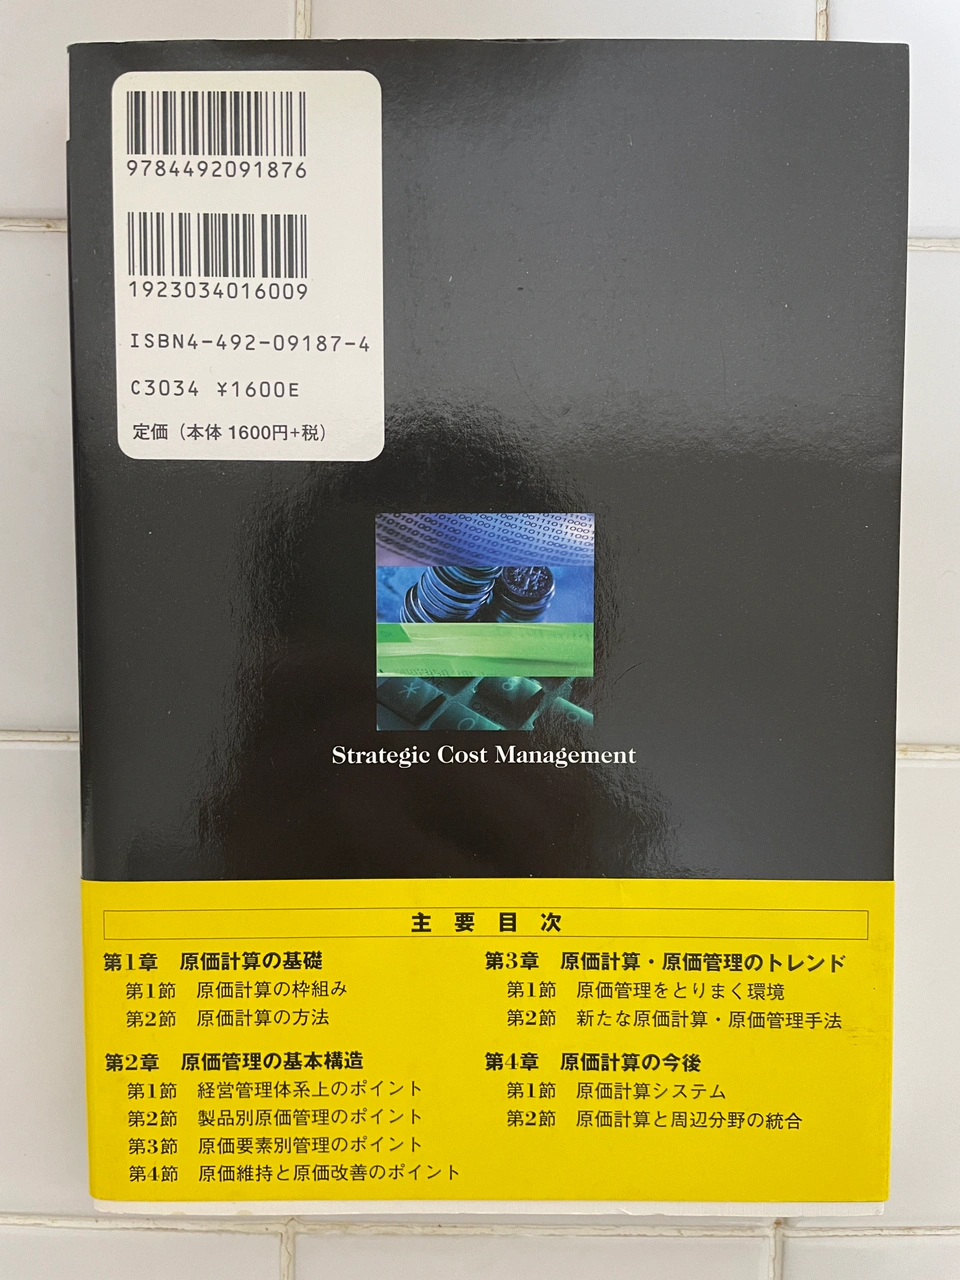 9784492091876
1923034016009
ISBN4-492-09187-4
C3034 ¥1600E
定価（本体 1600円+税）
Strategic Cost Management
主要目次
第1章 原価計算の基礎
第1節 原価計算の枠組み
第2節 原価計算の方法
第2章 原価管理の基本構造
第1節 経営管理体系上のポイント
第2節 製品別原価管理のポイント
第3節 原価要素別管理のポイント
第4節 原価維持と原価改善のポイント
第3章 原価計算・原価管理のトレンド
第1節 原価管理をとりまく環境
第2節 新たな原価計算・原価管理手法
第4章 原価計算の今後
第1節 原価計算システム
第2節 原価計算と周辺分野の統合